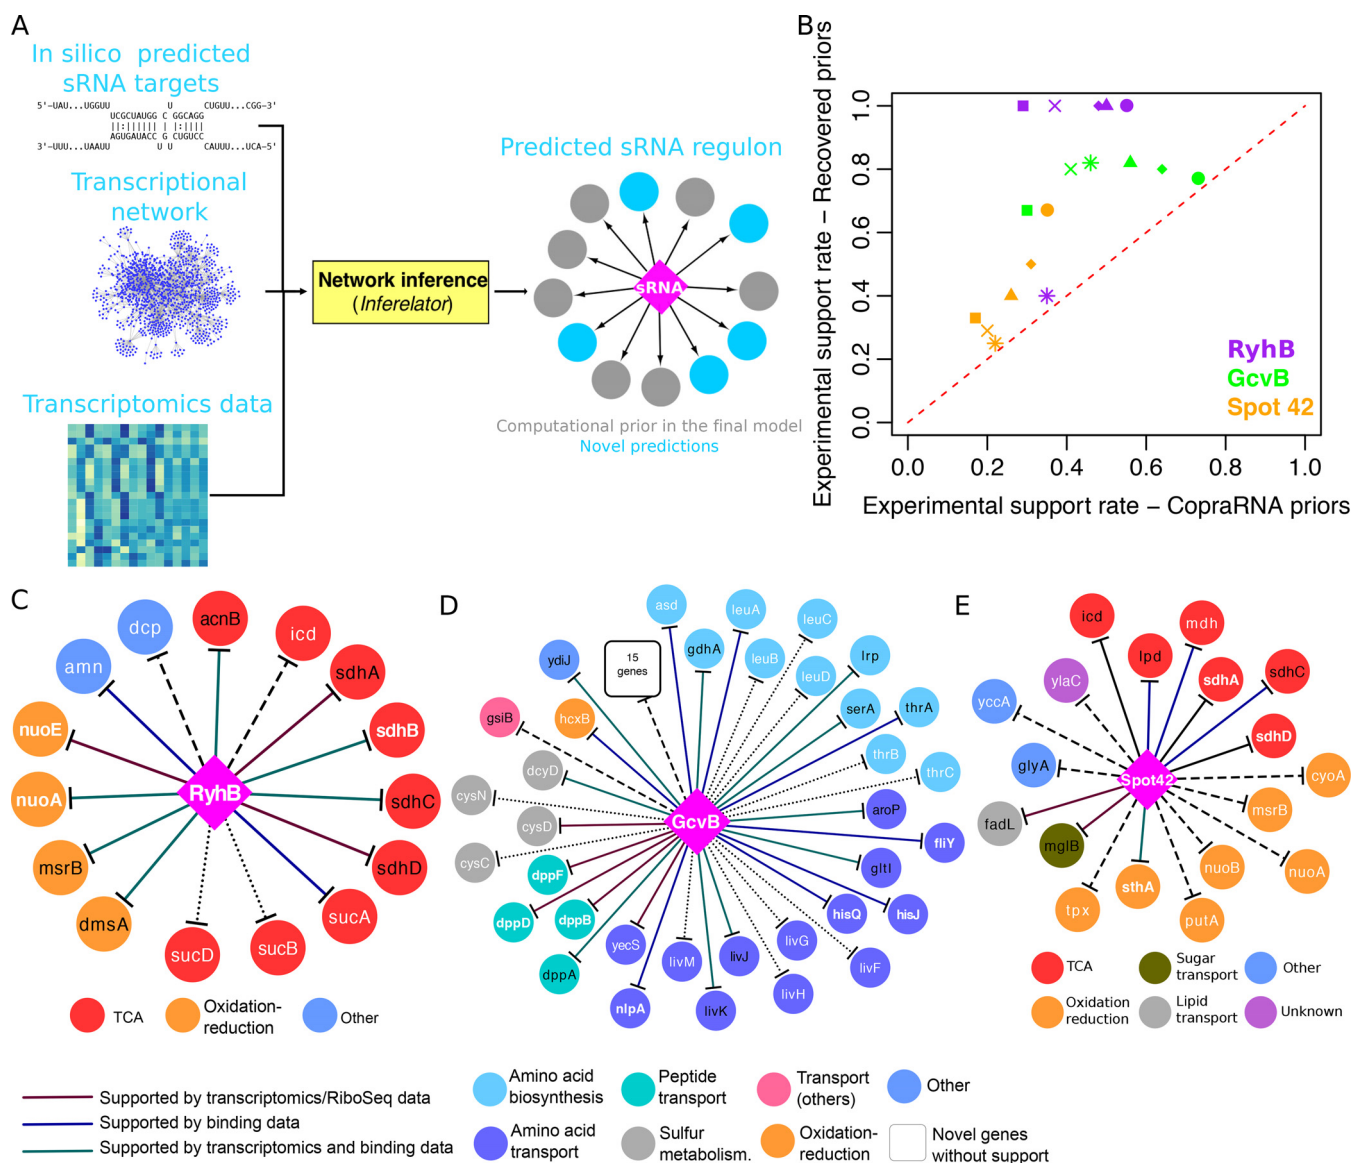 A
In silico predicted
sRNA targets
5'-UAU...UGGUU U CUGUU...CGG-3'
UCGCUAUGG C GGCAGG
||:|||||| | |:||||
AGUGAUACC G CUGUCC
3'-UUU...UAAUU U U CAUUU...UCA-5'
Transcriptional
network
Transcriptomics data
Network inference
(Inferelator)
Predicted sRNA regulon
sRNA
Computational prior in the final model
Novel predictions
B
Experimental support rate – Recovered priors
1.0
0.8
0.6
0.4
0.2
0.0
0.0 0.2 0.4 0.6 0.8 1.0
Experimental support rate – CopraRNA priors
RyhB
GcvB
Spot 42
C
dcp
acnB
icd
amn
sdhA
nuoE
sdhB
nuoA
RyhB
sdhC
msrB
sdhD
dmsA
sucA
sucD
sucB
TCA
Oxidation-
reduction
Other
D
asd
leuA
leuC
15
genes
gdhA
leuB
ydiJ
lrp
leuD
gsiB
hcxB
serA
thrA
dcyD
thrB
thrC
cysN
cysD
GcvB
aroP
fliY
cysC
gltI
dppF
dppD
dppB
hisQ
hisJ
yecS
livM
livJ
livG
livF
dppA
nlpA
livK
livH
E
icd
mdh
lpd
sdhC
ylaC
sdhA
yccA
sdhD
glyA
Spot42
cyoA
fadL
msrB
mglB
nuoB
nuoA
sthA
tpx
putA
TCA
Sugar
transport
Other
Oxidation
reduction
Lipid
transport
Unknown
Supported by transcriptomics/RiboSeq data
Supported by binding data
Supported by transcriptomics and binding data
Amino acid
biosynthesis
Peptide
transport
Transport
(others)
Other
Amino acid
transport
Sulfur
metabolism.
Oxidation-
reduction
Novel genes
without support